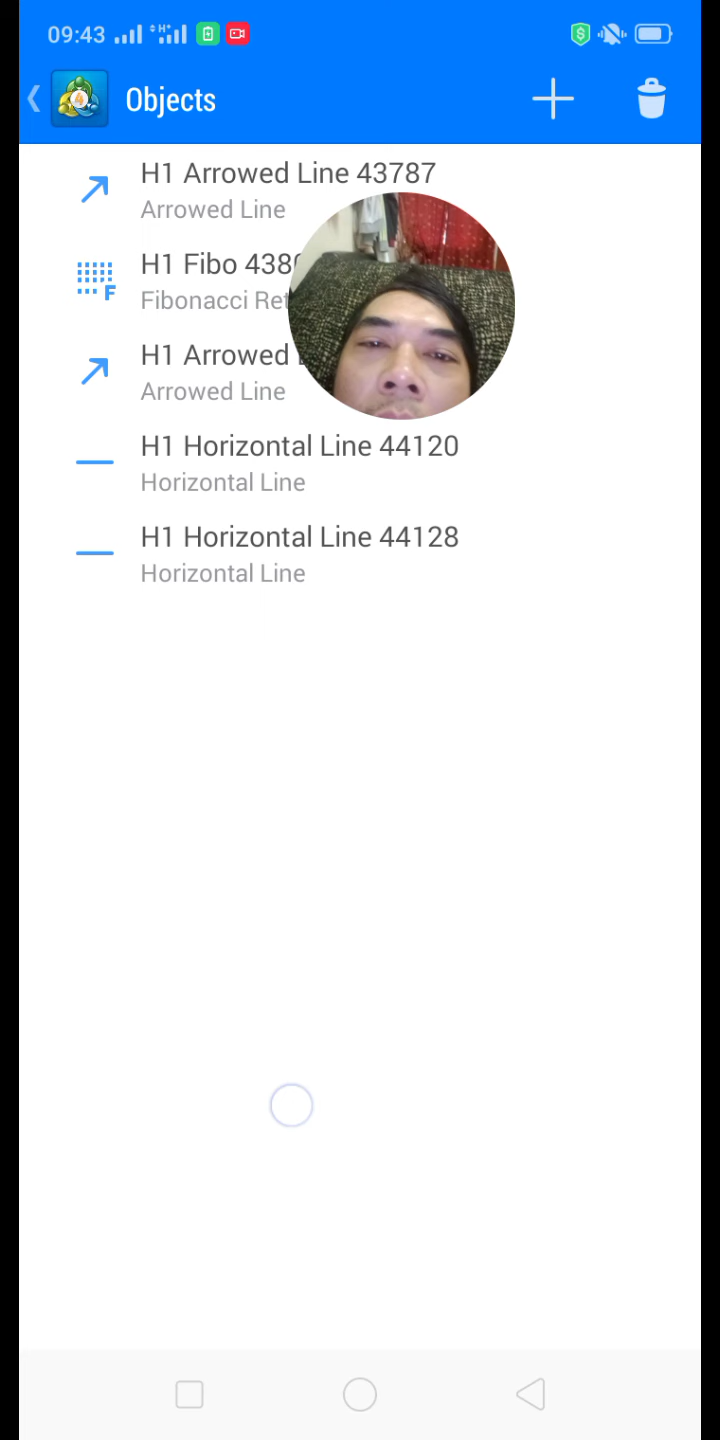 09:43
Objects
H1 Arrowed Line 43787
Arrowed Line
H1 Fibo
Fibonacci
H1 Arrowed
Arrowed Line
H1 Horizontal Line 44120
Horizontal Line
H1 Horizontal Line 44128
Horizontal Line